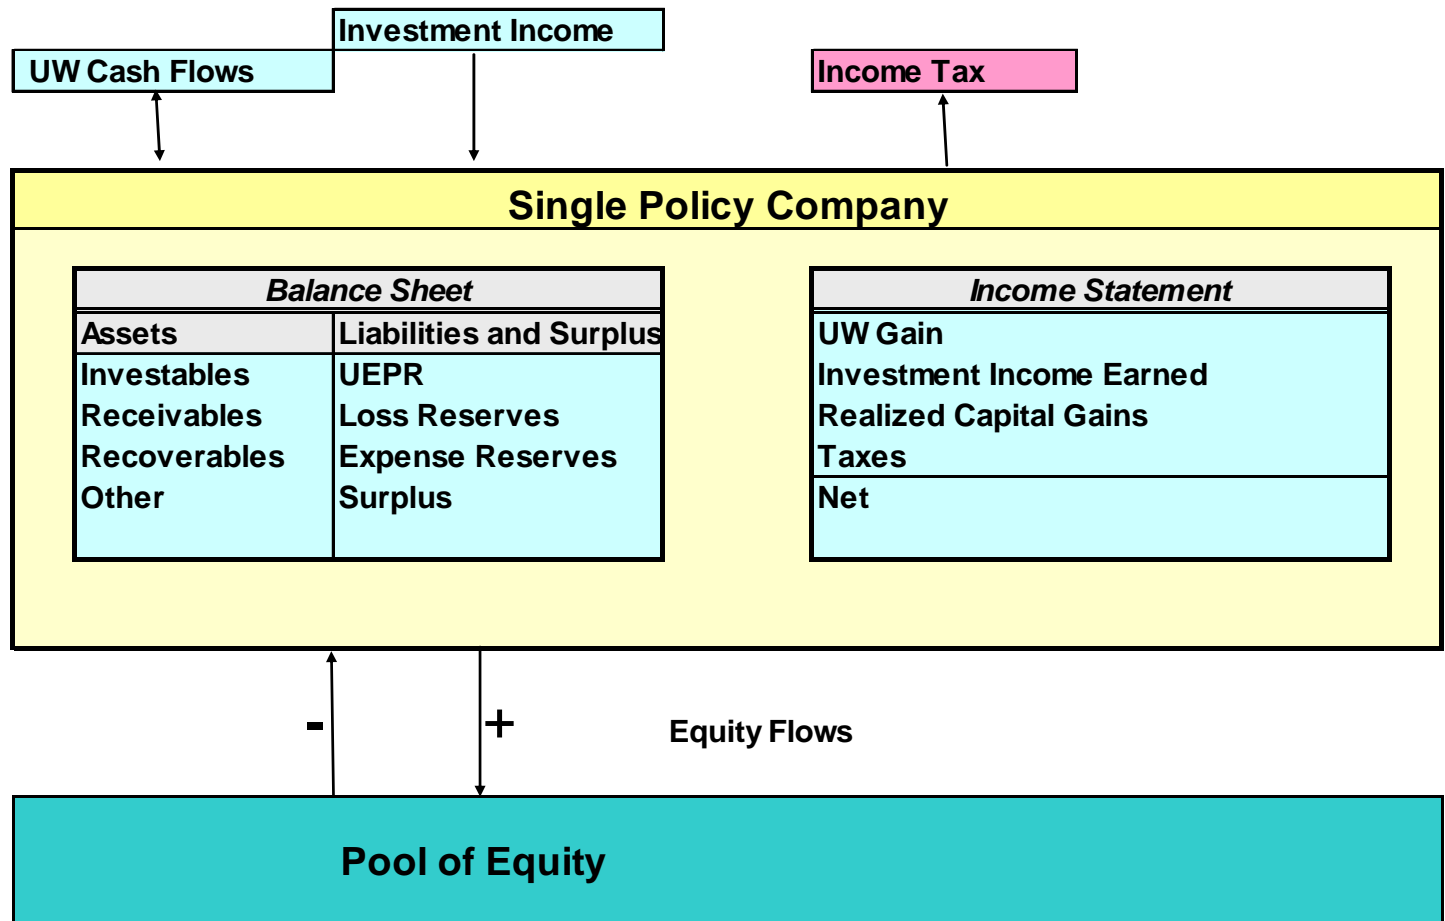 Investment Income
UW Cash Flows
Income Tax
Single Policy Company
Balance Sheet
Assets
Liabilities and Surplus
Investables
UEPR
Receivables
Loss Reserves
Recoverables
Expense Reserves
Other
Surplus
Income Statement
UW Gain
Investment Income Earned
Realized Capital Gains
Taxes
Net
-
+
Equity Flows
Pool of Equity